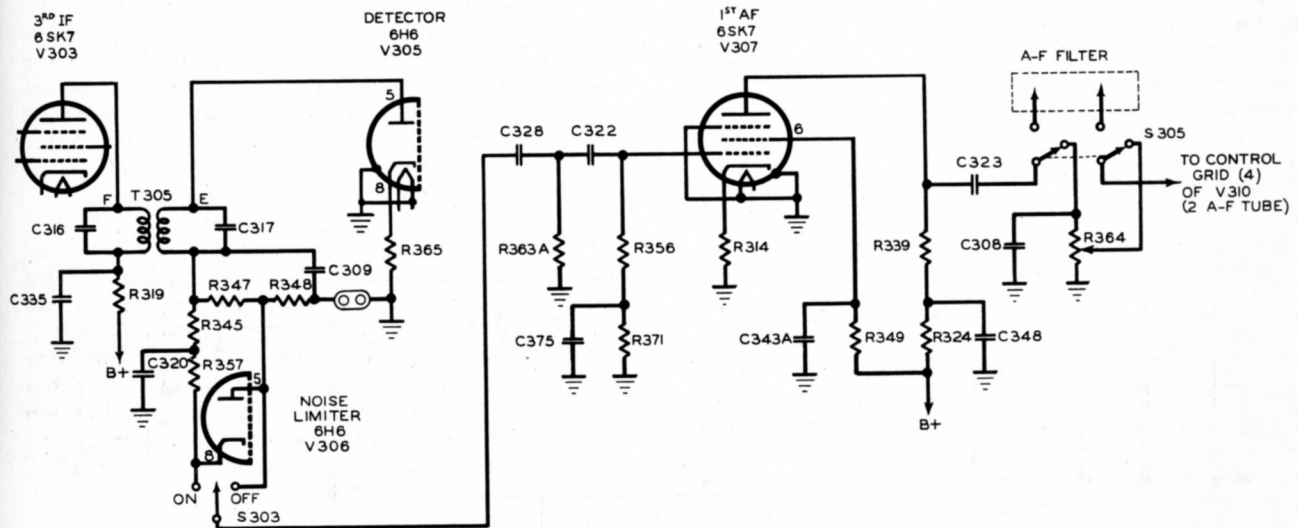 3RD IF
6SK7
V303
DETECTOR
6H6
V305
1ST AF
6SK7
V307
A-F FILTER
5
8
6
C328
C322
C323
S305
TO CONTROL
GRID (4)
OF V310
(2 A-F TUBE)
F
T305
E
C316
C317
R365
R363A
R356
R314
R339
C308
R364
C309
C335
R319
R347
R348
R345
C320
R357
B+
C375
R371
C343A
R349
R324
C348
B+
5
8
NOISE
LIMITER
6H6
V306
ON
OFF
S303